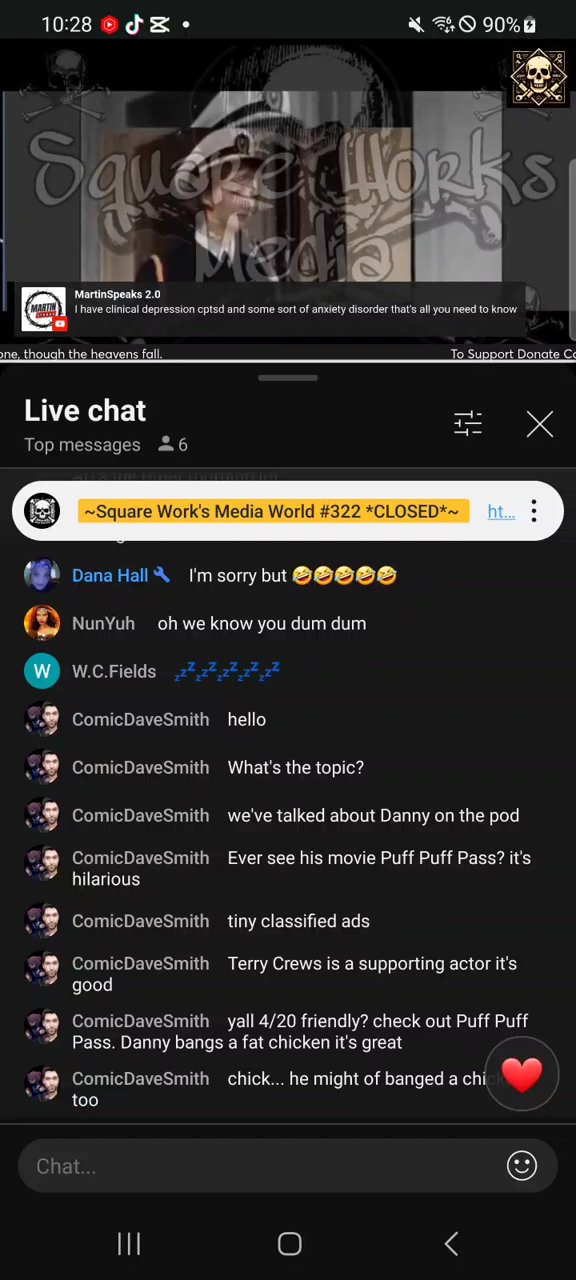 10:28
90%
Square Works
Media
MartinSpeaks 2.0
I have clinical depression cptsd and some sort of anxiety disorder that's all you need to know
one, though the heavens fall.
To Support Donate Ca
Live chat
Top messages 6
~Square Work's Media World #322 *CLOSED*~ ht...
Dana Hall I'm sorry but 🤣🤣🤣🤣🤣
NunYuh oh we know you dum dum
W
W.C.Fields 💤💤💤💤💤
ComicDaveSmith hello
ComicDaveSmith What's the topic?
ComicDaveSmith we've talked about Danny on the pod
ComicDaveSmith Ever see his movie Puff Puff Pass? it's
hilarious
ComicDaveSmith tiny classified ads
ComicDaveSmith Terry Crews is a supporting actor it's
good
ComicDaveSmith yall 4/20 friendly? check out Puff Puff
Pass. Danny bangs a fat chicken it's great
ComicDaveSmith chick... he might of banged a chi
too
Chat...